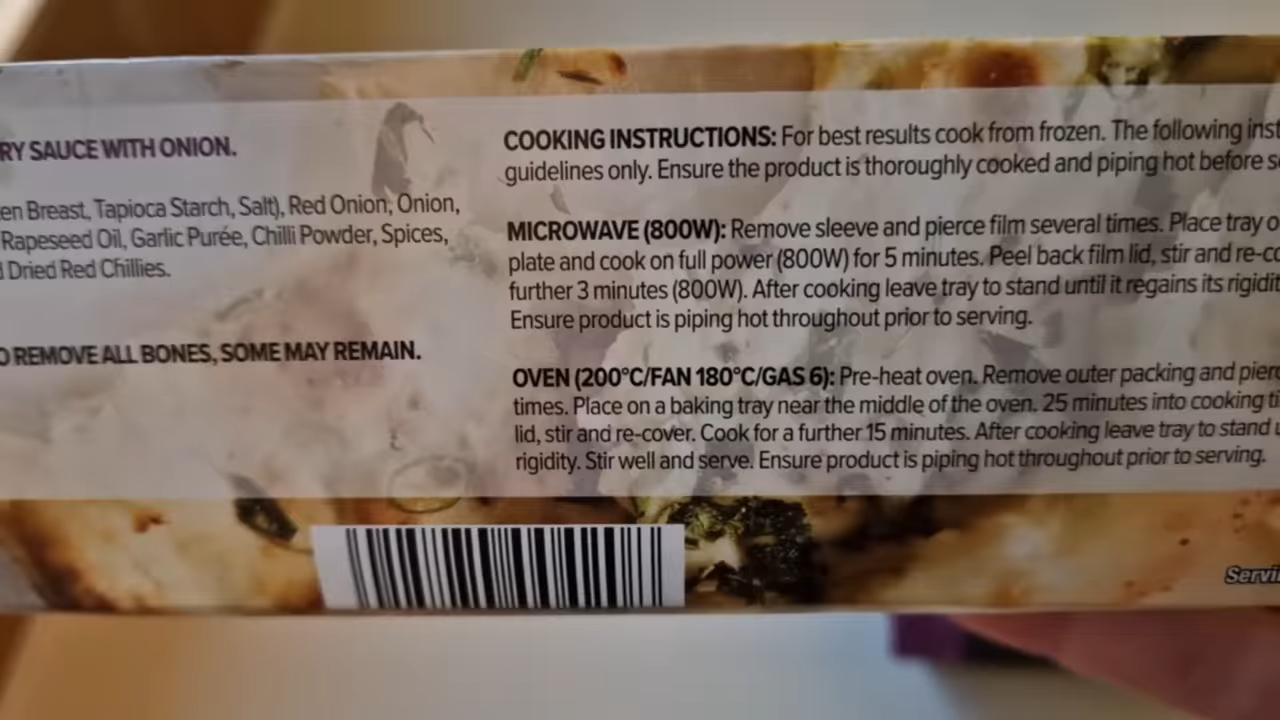 RY SAUCE WITH ONION.
en Breast, Tapioca Starch, Salt), Red Onion, Onion,
Rapeseed Oil, Garlic Purée, Chilli Powder, Spices,
d Dried Red Chillies.
O REMOVE ALL BONES, SOME MAY REMAIN.
COOKING INSTRUCTIONS: For best results cook from frozen. The following inst
guidelines only. Ensure the product is thoroughly cooked and piping hot before s
MICROWAVE (800W): Remove sleeve and pierce film several times. Place tray o
plate and cook on full power (800W) for 5 minutes. Peel back film lid, stir and re-co
further 3 minutes (800W). After cooking leave tray to stand until it regains its rigidit
Ensure product is piping hot throughout prior to serving.
OVEN (200°C/FAN 180°C/GAS 6): Pre-heat oven. Remove outer packing and pierc
times. Place on a baking tray near the middle of the oven. 25 minutes into cooking ti
lid, stir and re-cover. Cook for a further 15 minutes. After cooking leave tray to stand u
rigidity. Stir well and serve. Ensure product is piping hot throughout prior to serving.
Servi